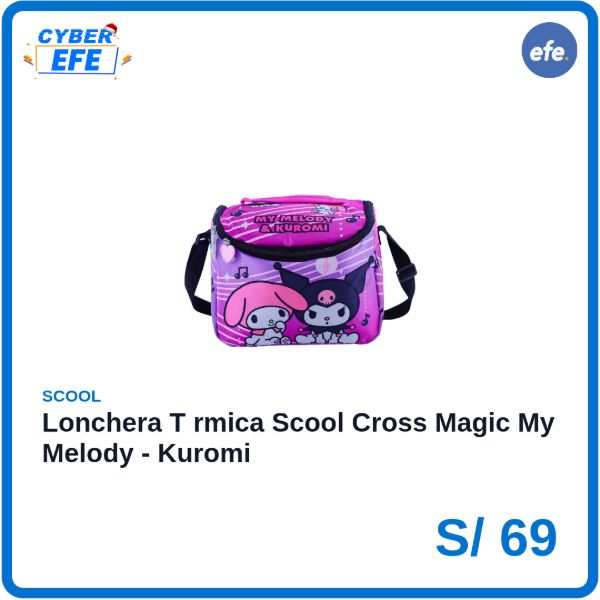 CYBER
EFE
efe.
MY MELODY
& KUROMI
SCOOL
Lonchera T rmica Scool Cross Magic My
Melody - Kuromi
S/ 69